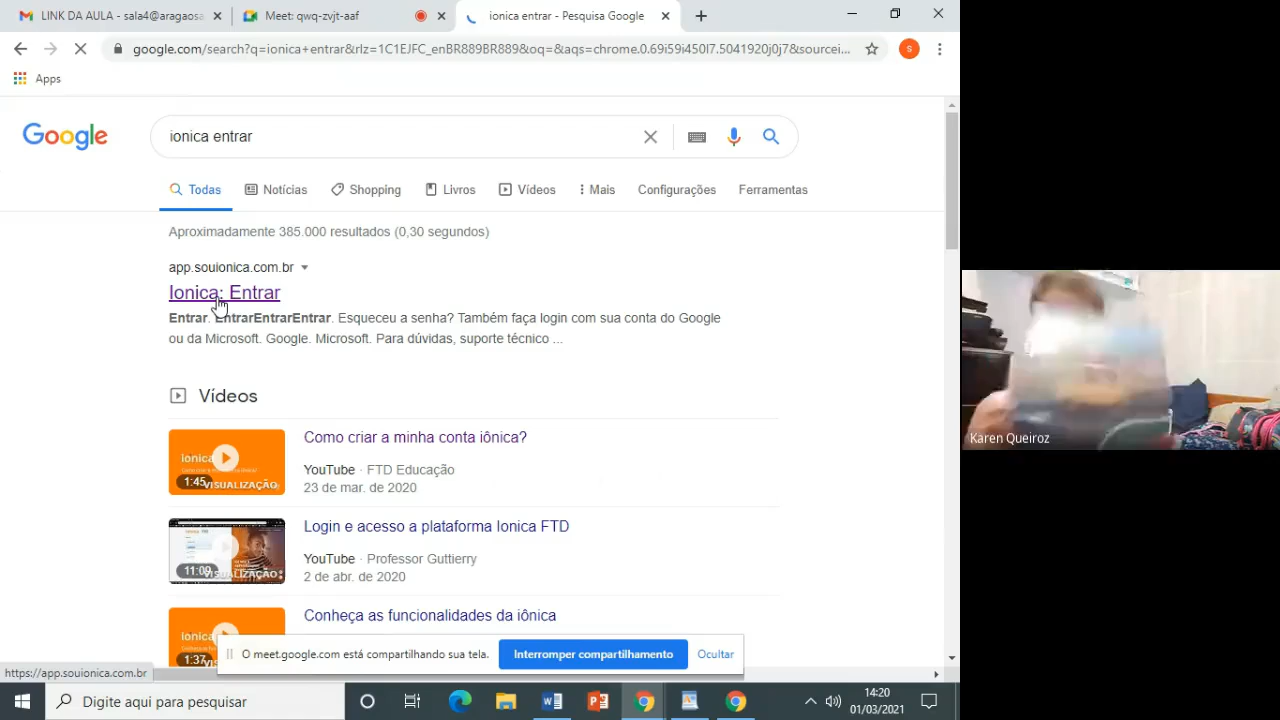 LINK DA AULA - sala4@aragaosa
Meet: qwq-zvjt-aaf
ionica entrar - Pesquisa Google
google.com/search?q=ionica+entrar&rlz=1C1EJFC_enBR889BR889&oq=&aqs=chrome.0.69i59i450l7.5041920j0j7&sourcei...
S
Apps
Google
ionica entrar
Todas
Notícias
Shopping
Livros
Vídeos
Mais
Configurações
Ferramentas
Aproximadamente 385.000 resultados (0,30 segundos)
app.souionica.com.br
Ionica: Entrar
Entrar. EntrarEntrarEntrar. Esqueceu a senha? Também faça login com sua conta do Google
ou da Microsoft. Google. Microsoft. Para dúvidas, suporte técnico ...
Vídeos
Como criar a minha conta iônica?
YouTube · FTD Educação
23 de mar. de 2020
ionica
1:45
VISUALIZAÇÃO
Login e acesso a plataforma Ionica FTD
YouTube · Professor Guttierry
2 de abr. de 2020
11:09
VISUALIZAÇÃO
Conheça as funcionalidades da iônica
ionica
1:37
O meet.google.com está compartilhando sua tela.
Interromper compartilhamento
Ocultar
https://app.souionica.com.br
Digite aqui para pesquisar
14:20
01/03/2021
Karen Queiroz